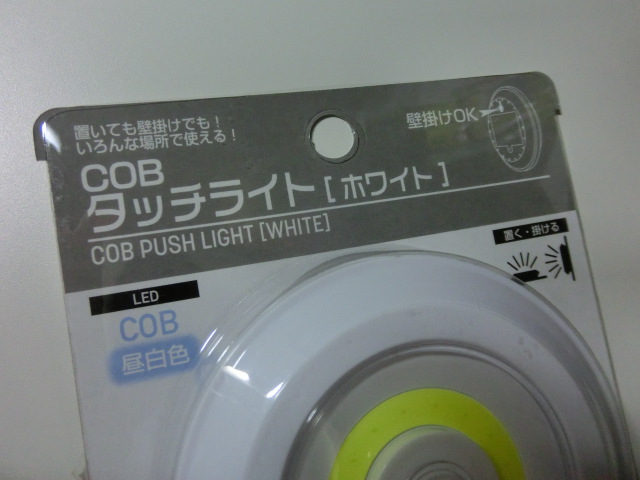 置いても壁掛けでも！
いろんな場所で使える！
壁掛けOK
COB
タッチライト［ホワイト］
COB PUSH LIGHT [WHITE]
置く・掛ける
LED
COB
昼白色